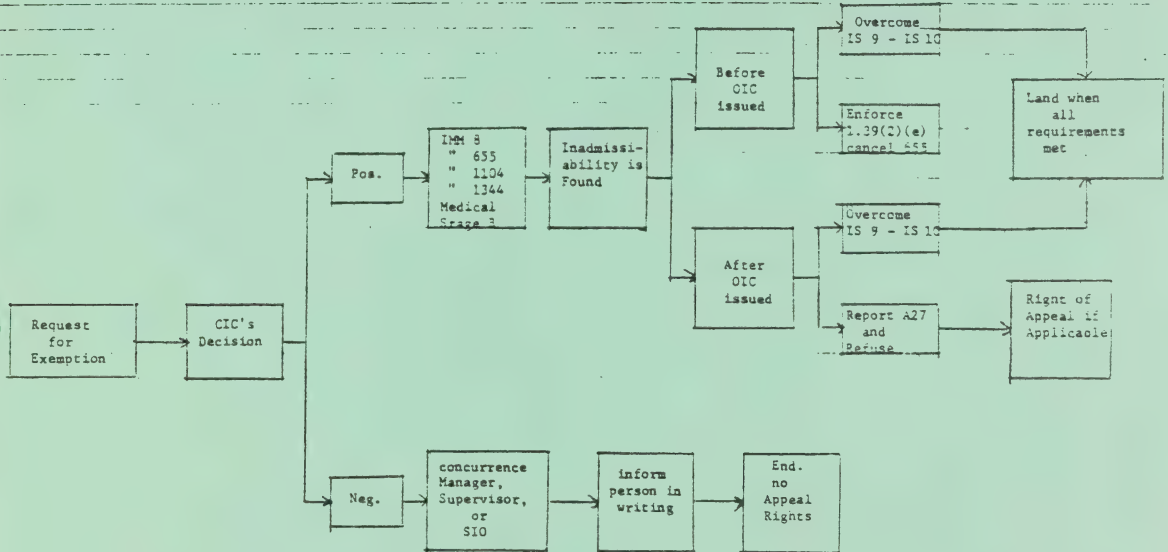 Request
for
Exemption
CIC's
Decision
Pos.
IMM 8
" 655
" 1104
" 1344
Medical
Stage 3
Inadmissi-
ability is
Found
Before
OIC
issued
Overcome
IS 9 - IS 10
Enforce
1.39(2)(e)
cancel 655
Land when
all
requirements
met
After
OIC
issued
Overcome
IS 9 - IS 10
Report A27
and
Refuse
Right of
Appeal if
Applicable
Neg.
concurrence
Manager,
Supervisor,
or
SIO
inform
person in
writing
End.
no
Appeal
Rights